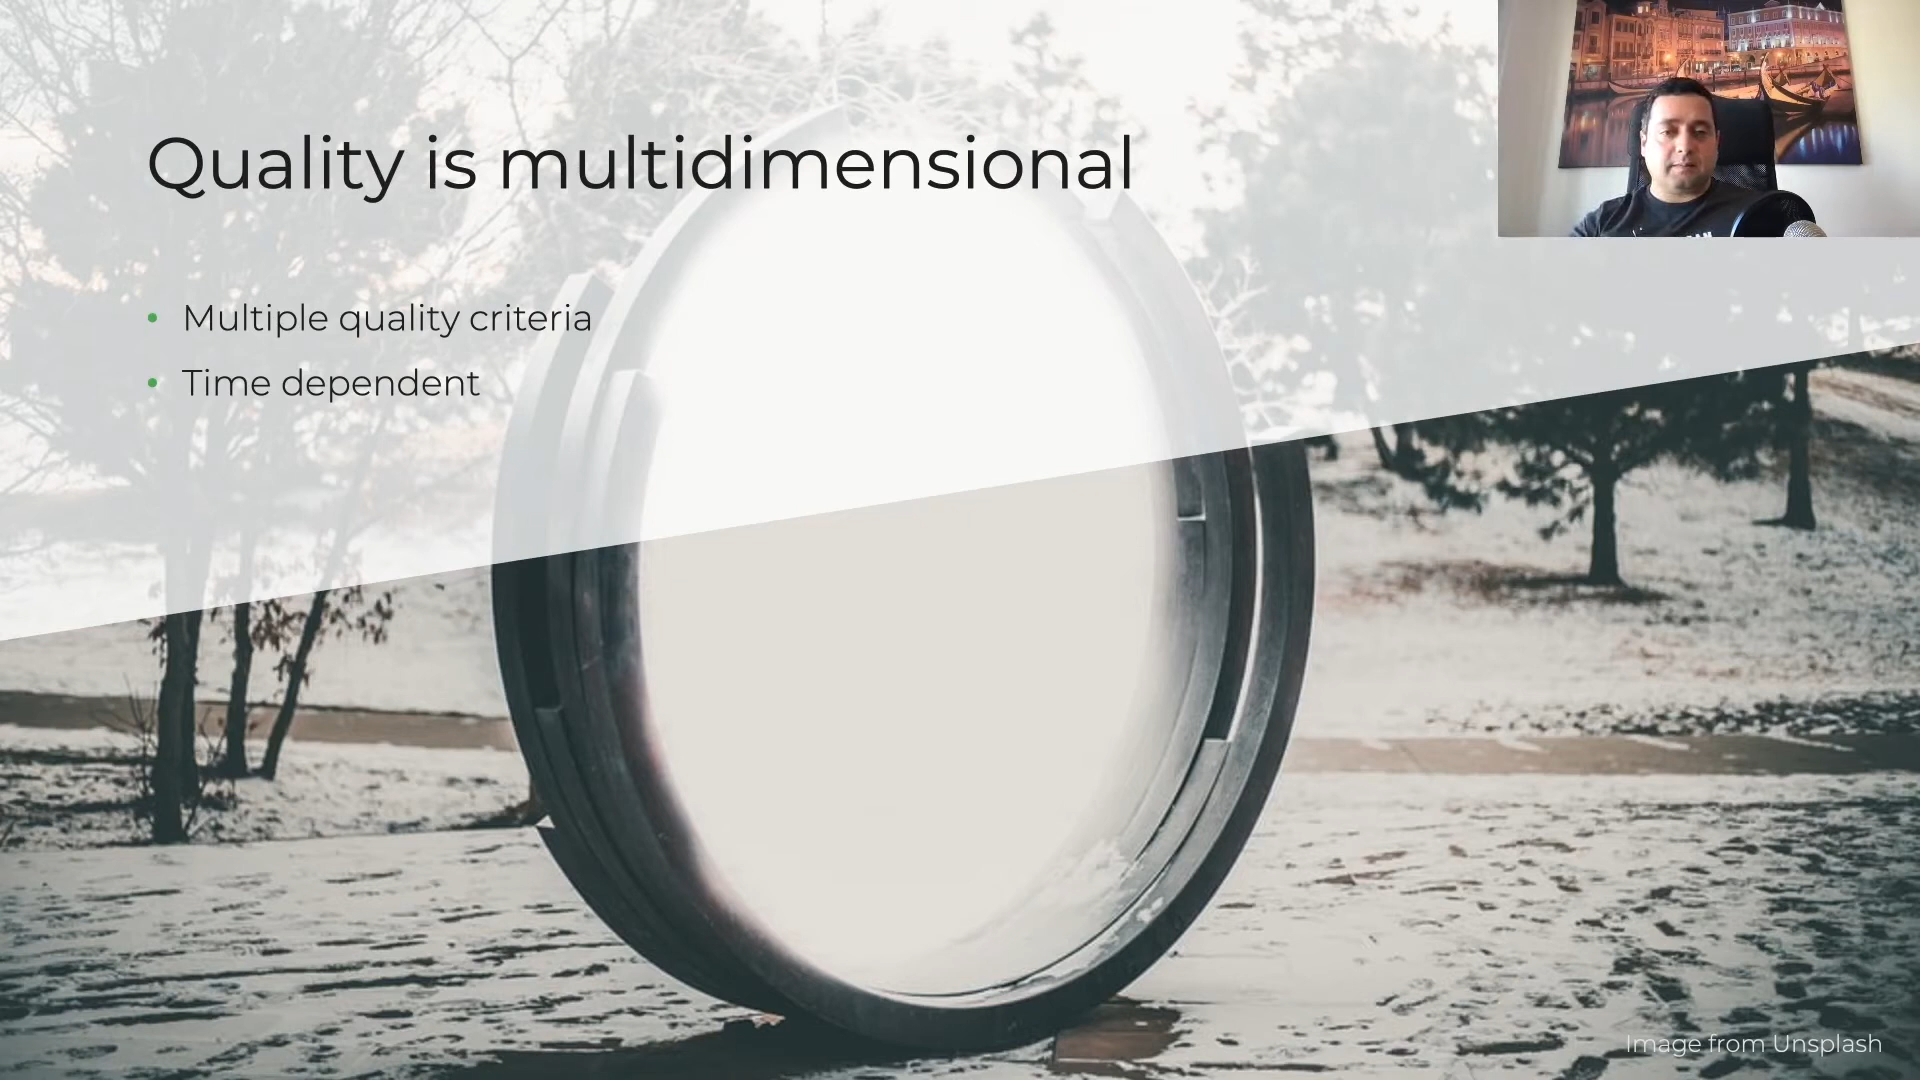 Quality is multidimensional
Multiple quality criteria
Time dependent
Image from Unsplash